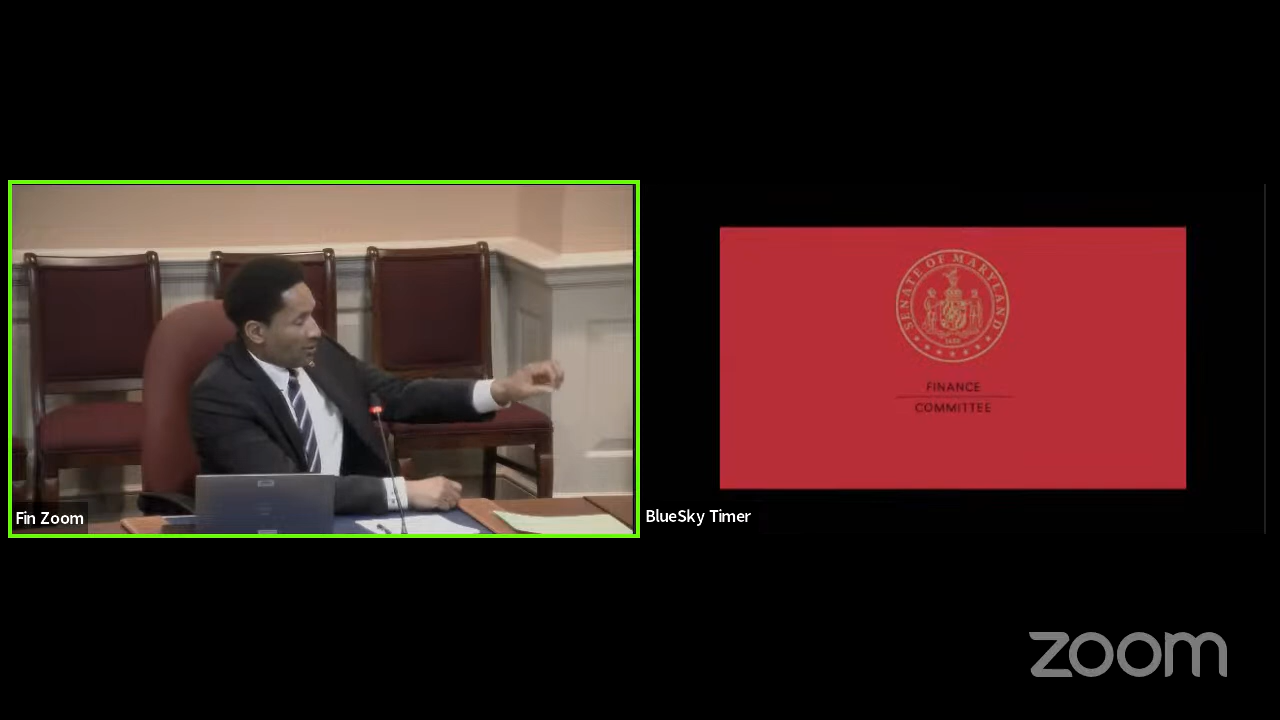 SENATE OF MARYLAND
FINANCE
COMMITTEE
Fin Zoom
BlueSky Timer
zoom